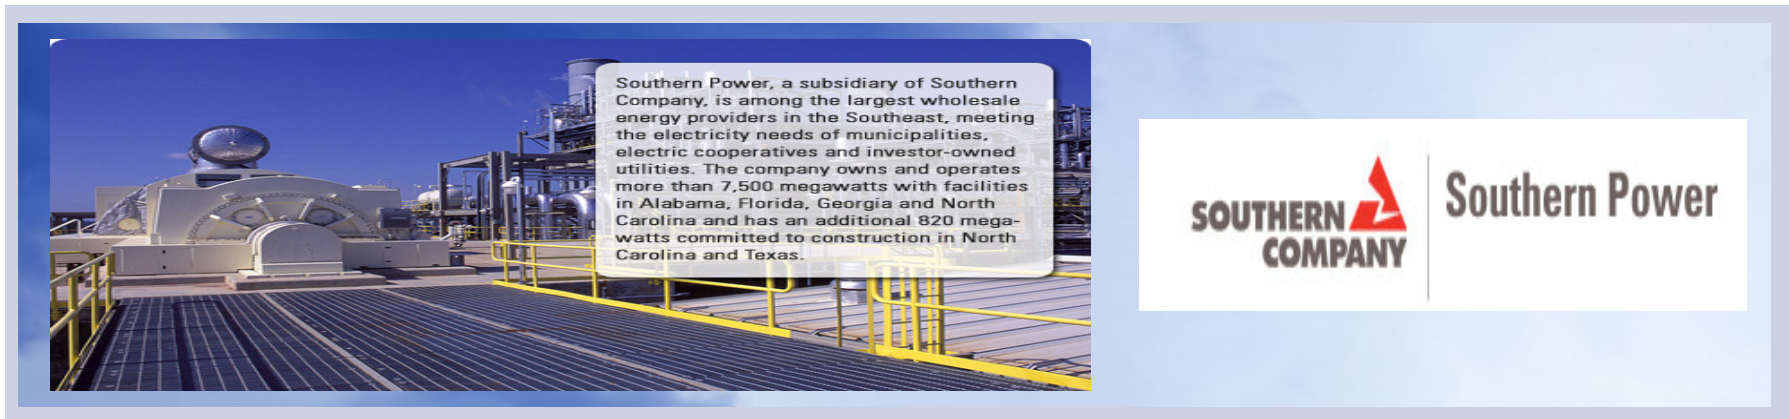 Southern Power, a subsidiary of Southern
Company, is among the largest wholesale
energy providers in the Southeast, meeting
the electricity needs of municipalities,
electric cooperatives and investor-owned
utilities. The company owns and operates
more than 7,500 megawatts with facilities
in Alabama, Florida, Georgia and North
Carolina and has an additional 820 mega-
watts committed to construction in North
Carolina and Texas.
SOUTHERN
COMPANY
Southern Power